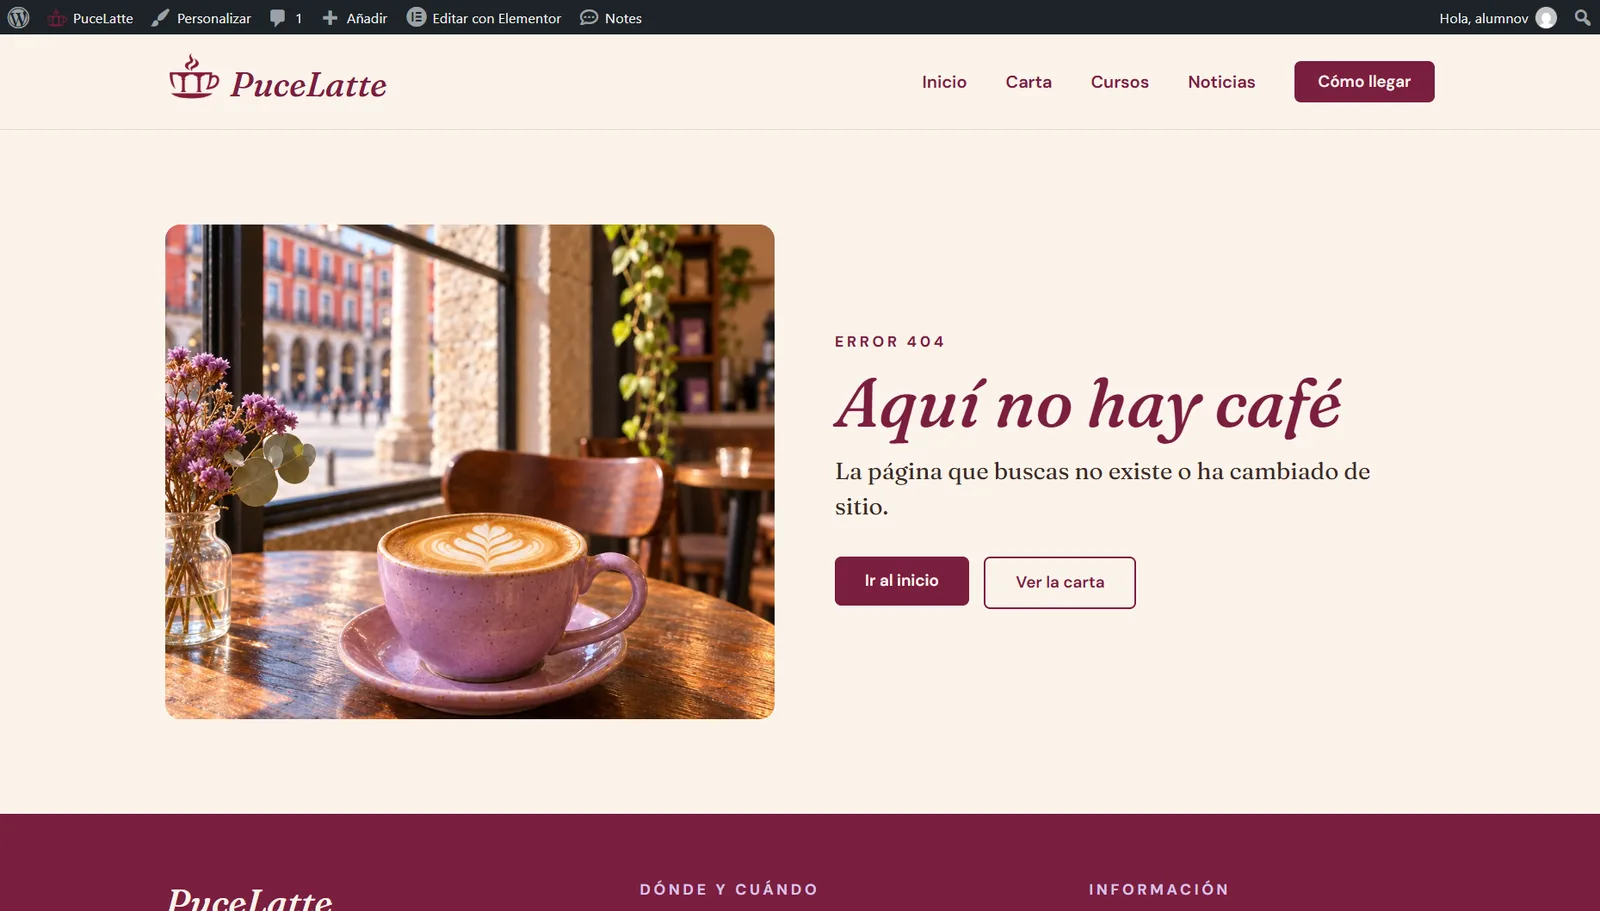 PuceLatte
Personalizar
1
Añadir
Editar con Elementor
Notes
Hola, alumnov
PuceLatte
Inicio
Carta
Cursos
Noticias
Cómo llegar
ERROR 404
Aquí no hay café
La página que buscas no existe o ha cambiado de
sitio.
Ir al inicio
Ver la carta
PuceLatte
DÓNDE Y CUÁNDO
INFORMACIÓN